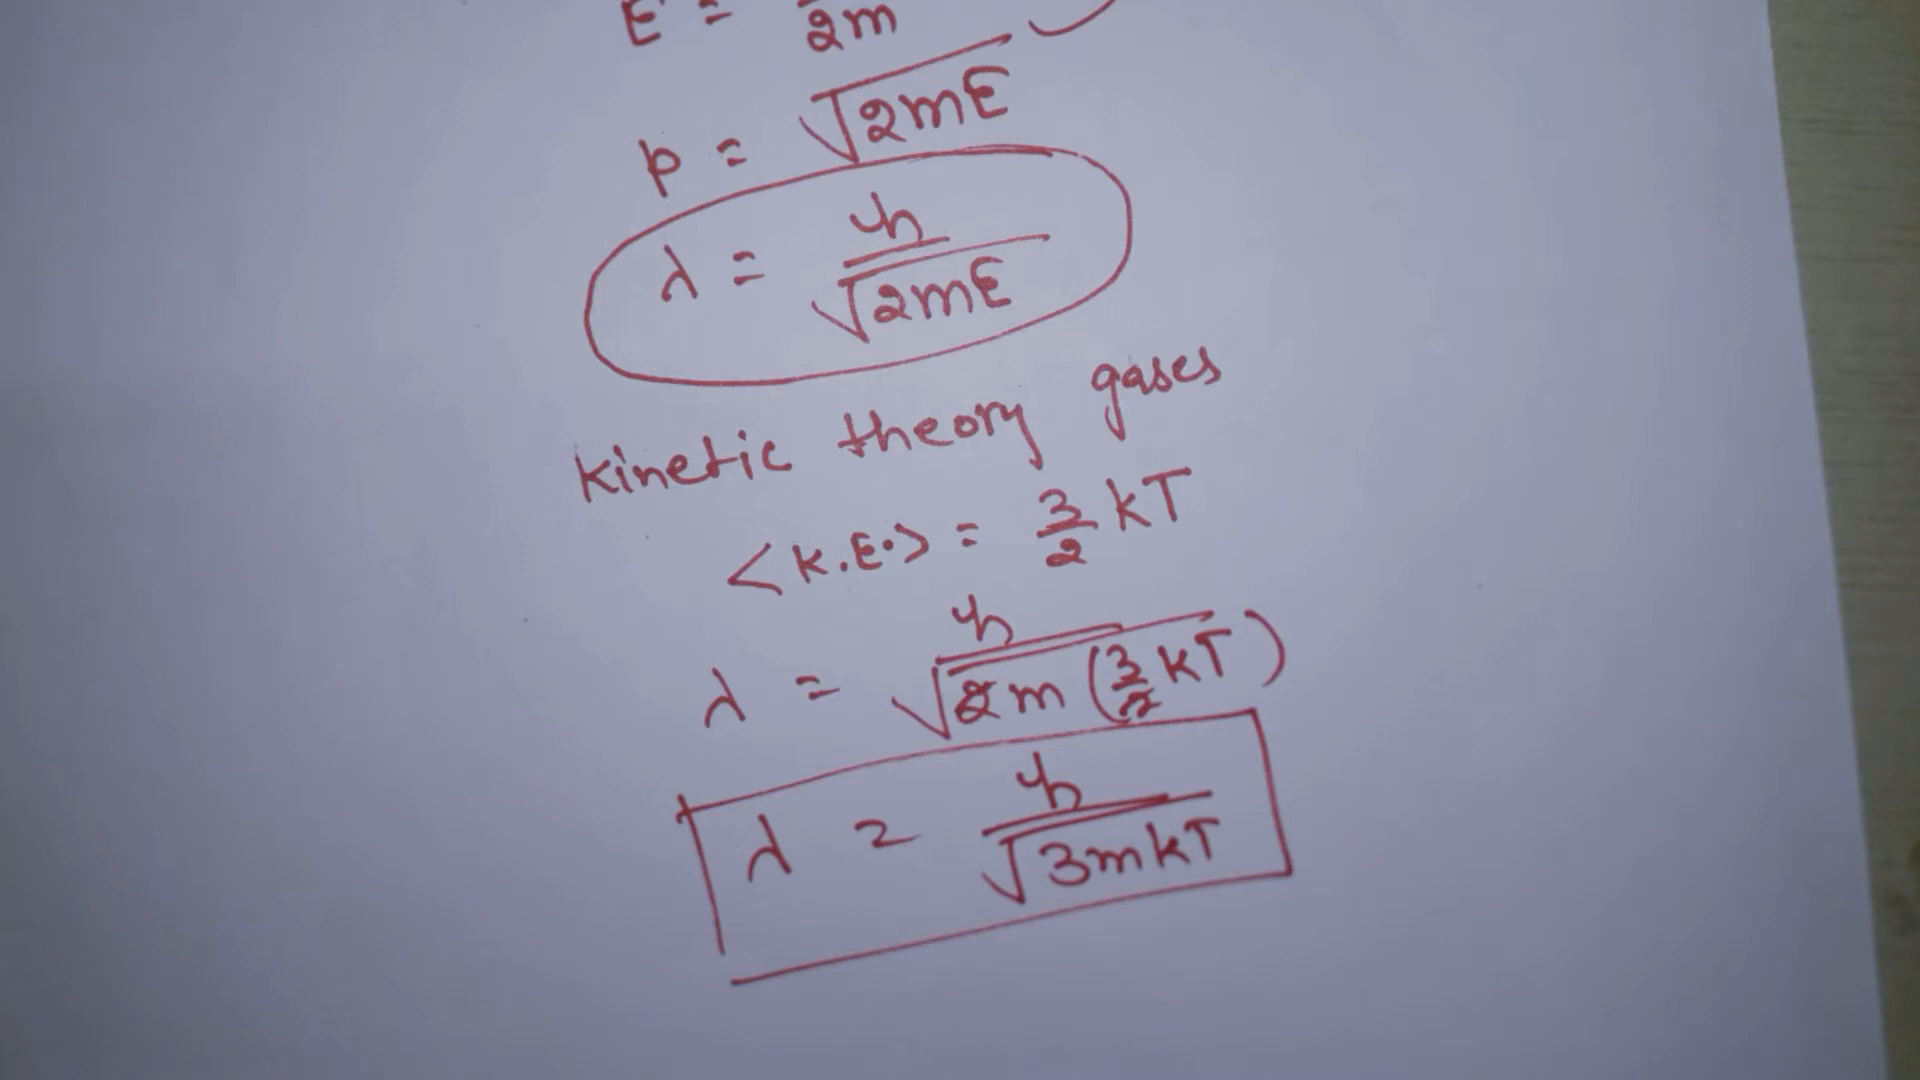 E = /2m
p = √2mE
λ = h/√2mE
Kinetic theory gases
<K.E.> = 3/2 kT
λ = h/√2m(3/2 kT)
λ = h/√3mkT